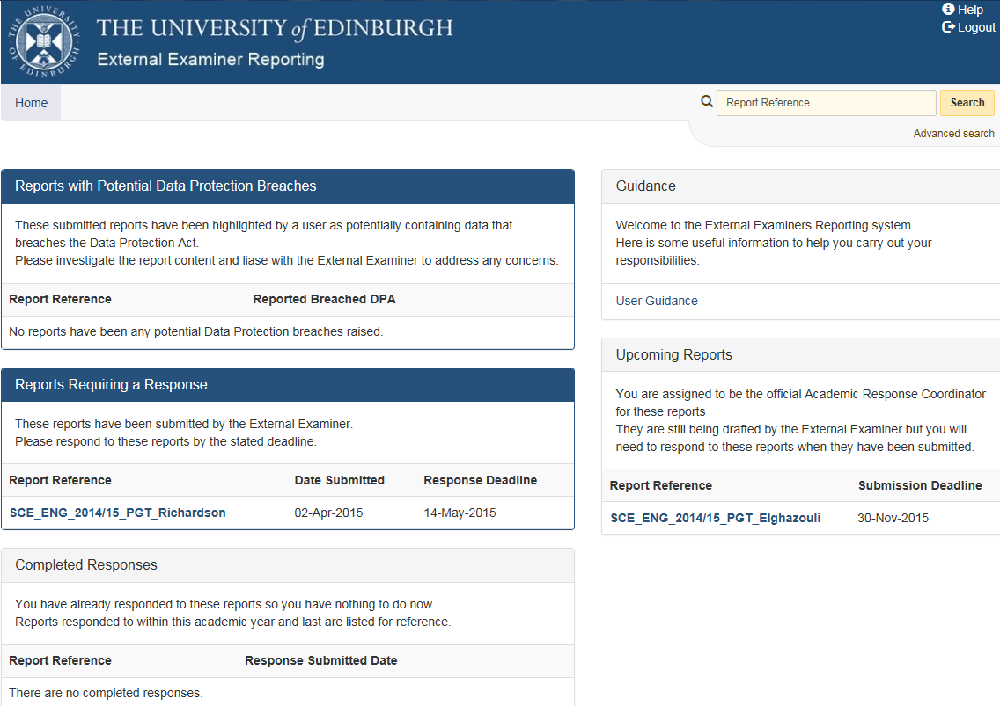 THE UNIVERSITY OF EDINBURGH
THE UNIVERSITY of EDINBURGH
External Examiner Reporting
Help
Logout
Home
Report Reference
Search
Advanced search
Reports with Potential Data Protection Breaches
These submitted reports have been highlighted by a user as potentially containing data that
breaches the Data Protection Act.
Please investigate the report content and liase with the External Examiner to address any concerns.
Report Reference Reported Breached DPA
No reports have been any potential Data Protection breaches raised.
Reports Requiring a Response
These reports have been submitted by the External Examiner.
Please respond to these reports by the stated deadline.
Report Reference Date Submitted Response Deadline
SCE_ENG_2014/15_PGT_Richardson 02-Apr-2015 14-May-2015
Completed Responses
You have already responded to these reports so you have nothing to do now.
Reports responded to within this academic year and last are listed for reference.
Report Reference Response Submitted Date
There are no completed responses.
Guidance
Welcome to the External Examiners Reporting system.
Here is some useful information to help you carry out your
responsibilities.
User Guidance
Upcoming Reports
You are assigned to be the official Academic Response Coordinator
for these reports
They are still being drafted by the External Examiner but you will
need to respond to these reports when they have been submitted.
Report Reference Submission Deadline
SCE_ENG_2014/15_PGT_Elghazouli 30-Nov-2015